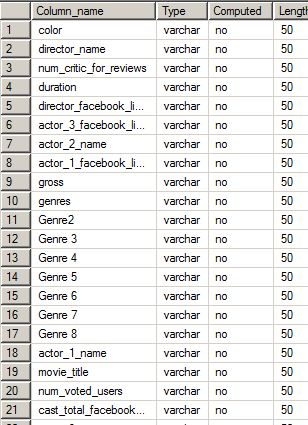 Column_name Type Computed Length
1 color varchar no 50
2 director_name varchar no 50
3 num_critic_for_reviews varchar no 50
4 duration varchar no 50
5 director_facebook_li... varchar no 50
6 actor_3_facebook_li... varchar no 50
7 actor_2_name varchar no 50
8 actor_1_facebook_li... varchar no 50
9 gross varchar no 50
10 genres varchar no 50
11 Genre2 varchar no 50
12 Genre 3 varchar no 50
13 Genre 4 varchar no 50
14 Genre 5 varchar no 50
15 Genre 6 varchar no 50
16 Genre 7 varchar no 50
17 Genre 8 varchar no 50
18 actor_1_name varchar no 50
19 movie_title varchar no 50
20 num_voted_users varchar no 50
21 cast_total_facebook... varchar no 50